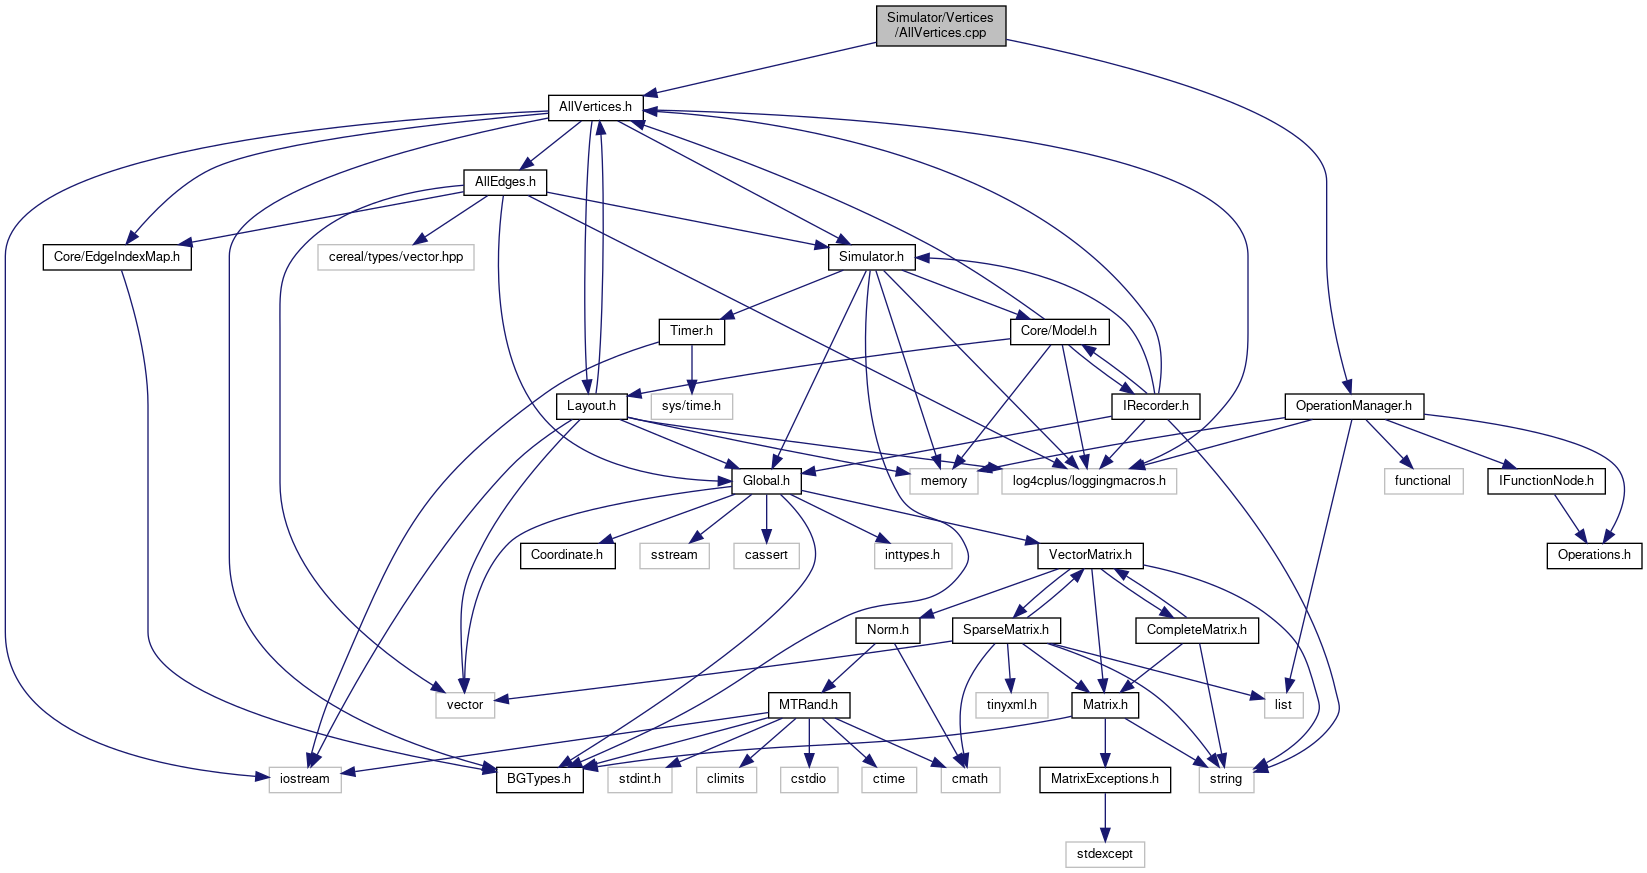 Simulator/Vertices
/AllVertices.cpp
AllVertices.h
AllEdges.h
Core/EdgeIndexMap.h
cereal/types/vector.hpp
Simulator.h
Timer.h
Core/Model.h
Layout.h
sys/time.h
IRecorder.h
OperationManager.h
Global.h
memory
log4cplus/loggingmacros.h
functional
IFunctionNode.h
Coordinate.h
sstream
cassert
inttypes.h
VectorMatrix.h
Operations.h
Norm.h
SparseMatrix.h
CompleteMatrix.h
vector
MTRand.h
tinyxml.h
Matrix.h
list
iostream
BGTypes.h
stdint.h
climits
cstdio
ctime
cmath
MatrixExceptions.h
string
stdexcept